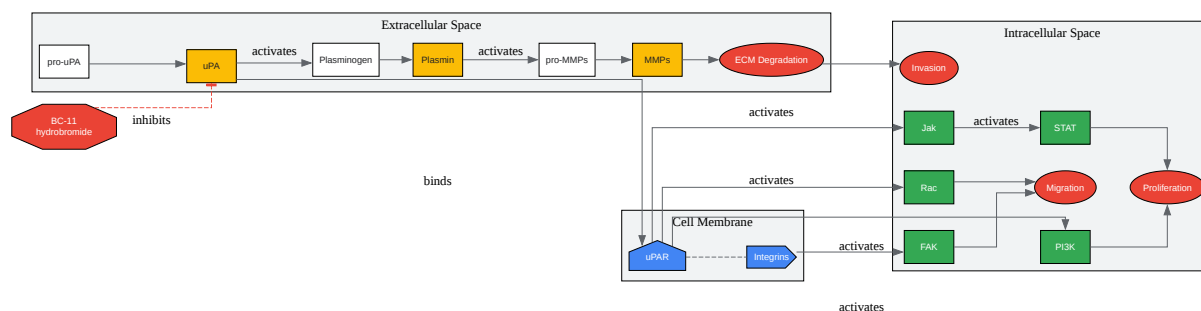 Extracellular Space
Intracellular Space
pro-uPA
uPA
activates
Plasminogen
Plasmin
activates
pro-MMPs
MMPs
ECM Degradation
Invasion
BC-11
hydrobromide
inhibits
activates
Jak
activates
STAT
binds
activates
Rac
Migration
Proliferation
Cell Membrane
uPAR
Integrins
activates
FAK
PI3K
activates